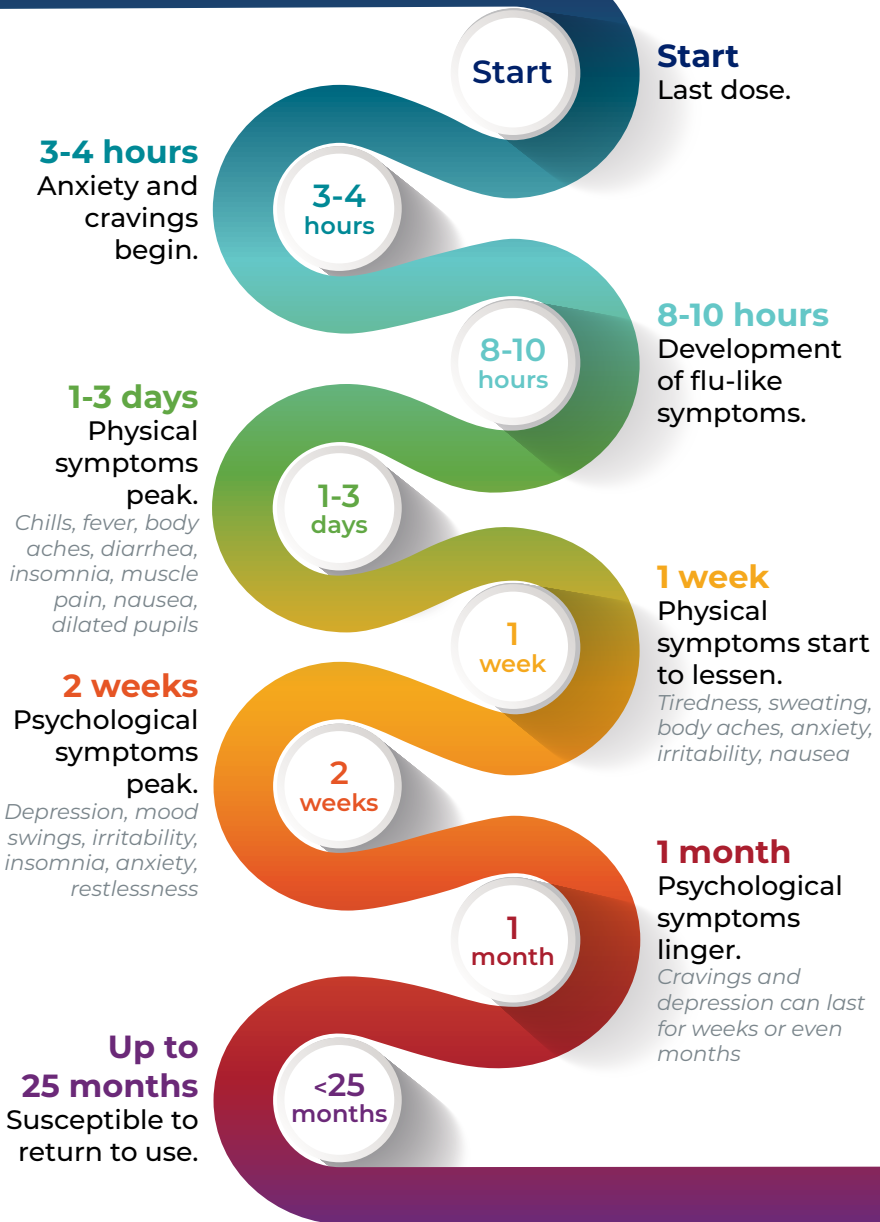 Start
Start
Last dose.
3-4 hours
Anxiety and
cravings
begin.
3-4
hours
8-10
hours
8-10 hours
Development
of flu-like
symptoms.
1-3 days
Physical
symptoms
peak.
Chills, fever, body
aches, diarrhea,
insomnia, muscle
pain, nausea,
dilated pupils
1-3
days
1
week
1 week
Physical
symptoms start
to lessen.
Tiredness, sweating,
body aches, anxiety,
irritability, nausea
2 weeks
Psychological
symptoms
peak.
Depression, mood
swings, irritability,
insomnia, anxiety,
restlessness
2
weeks
1
month
1 month
Psychological
symptoms
linger.
Cravings and
depression can last
for weeks or even
months
Up to
25 months
Susceptible to
return to use.
<25
months